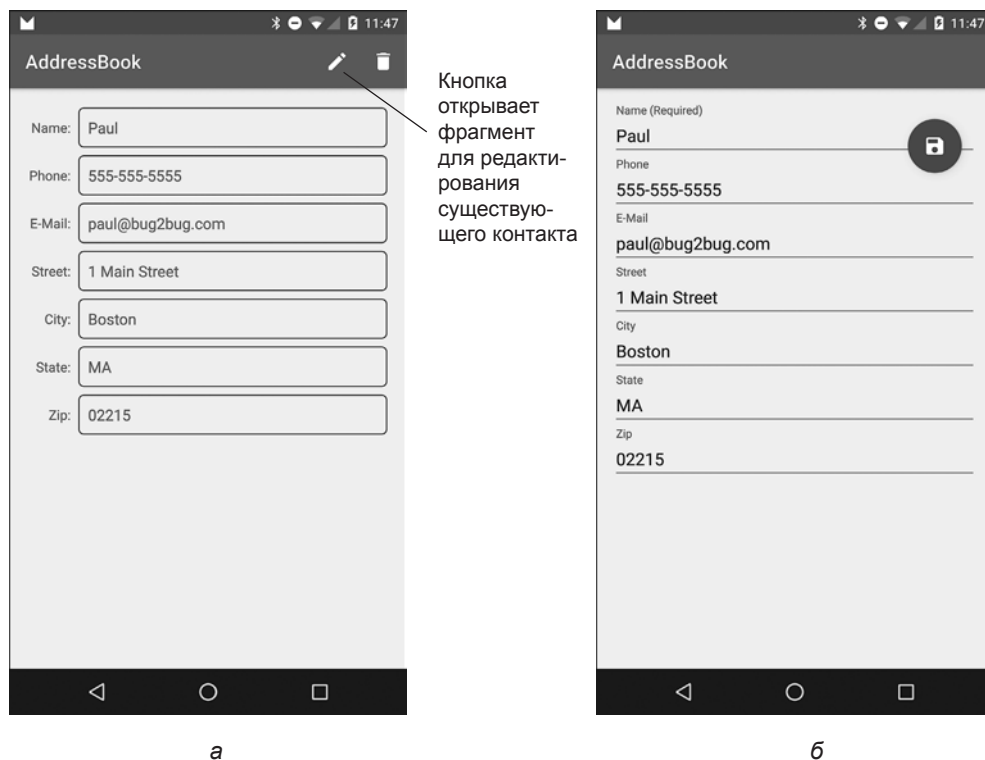 11:47
AddressBook
Name: Paul
Phone: 555-555-5555
E-Mail: paul@bug2bug.com
Street: 1 Main Street
City: Boston
State: MA
Zip: 02215
Кнопка
открывает
фрагмент
для редакти-
рования
существую-
щего контакта
11:47
AddressBook
Name (Required)
Paul
Phone
555-555-5555
E-Mail
paul@bug2bug.com
Street
1 Main Street
City
Boston
State
MA
Zip
02215
а
б